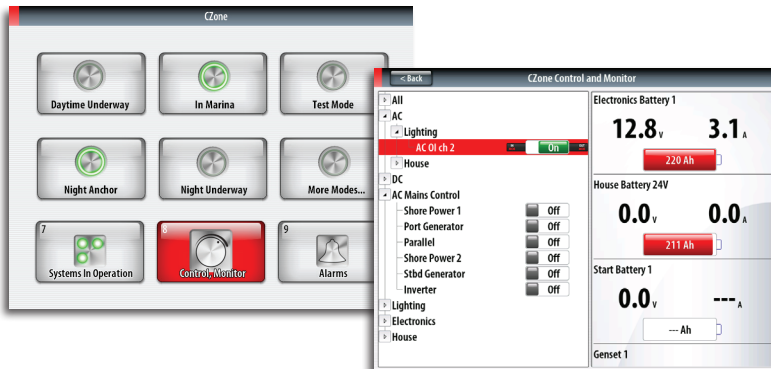 CZone
Daytime Underway
In Marina
Test Mode
Night Anchor
Night Underway
More Modes...
7
Systems In Operation
8
Control, Monitor
9
Alarms
< Back
CZone Control and Monitor
All
AC
Lighting
AC OI ch 2
On
House
DC
AC Mains Control
Shore Power 1 Off
Port Generator Off
Parallel Off
Shore Power 2 Off
Stbd Generator Off
Inverter Off
Lighting
Electronics
House
Electronics Battery 1
12.8 V 3.1 A
220 Ah
House Battery 24V
0.0 V 0.0 A
211 Ah
Start Battery 1
0.0 V --- A
--- Ah
Genset 1